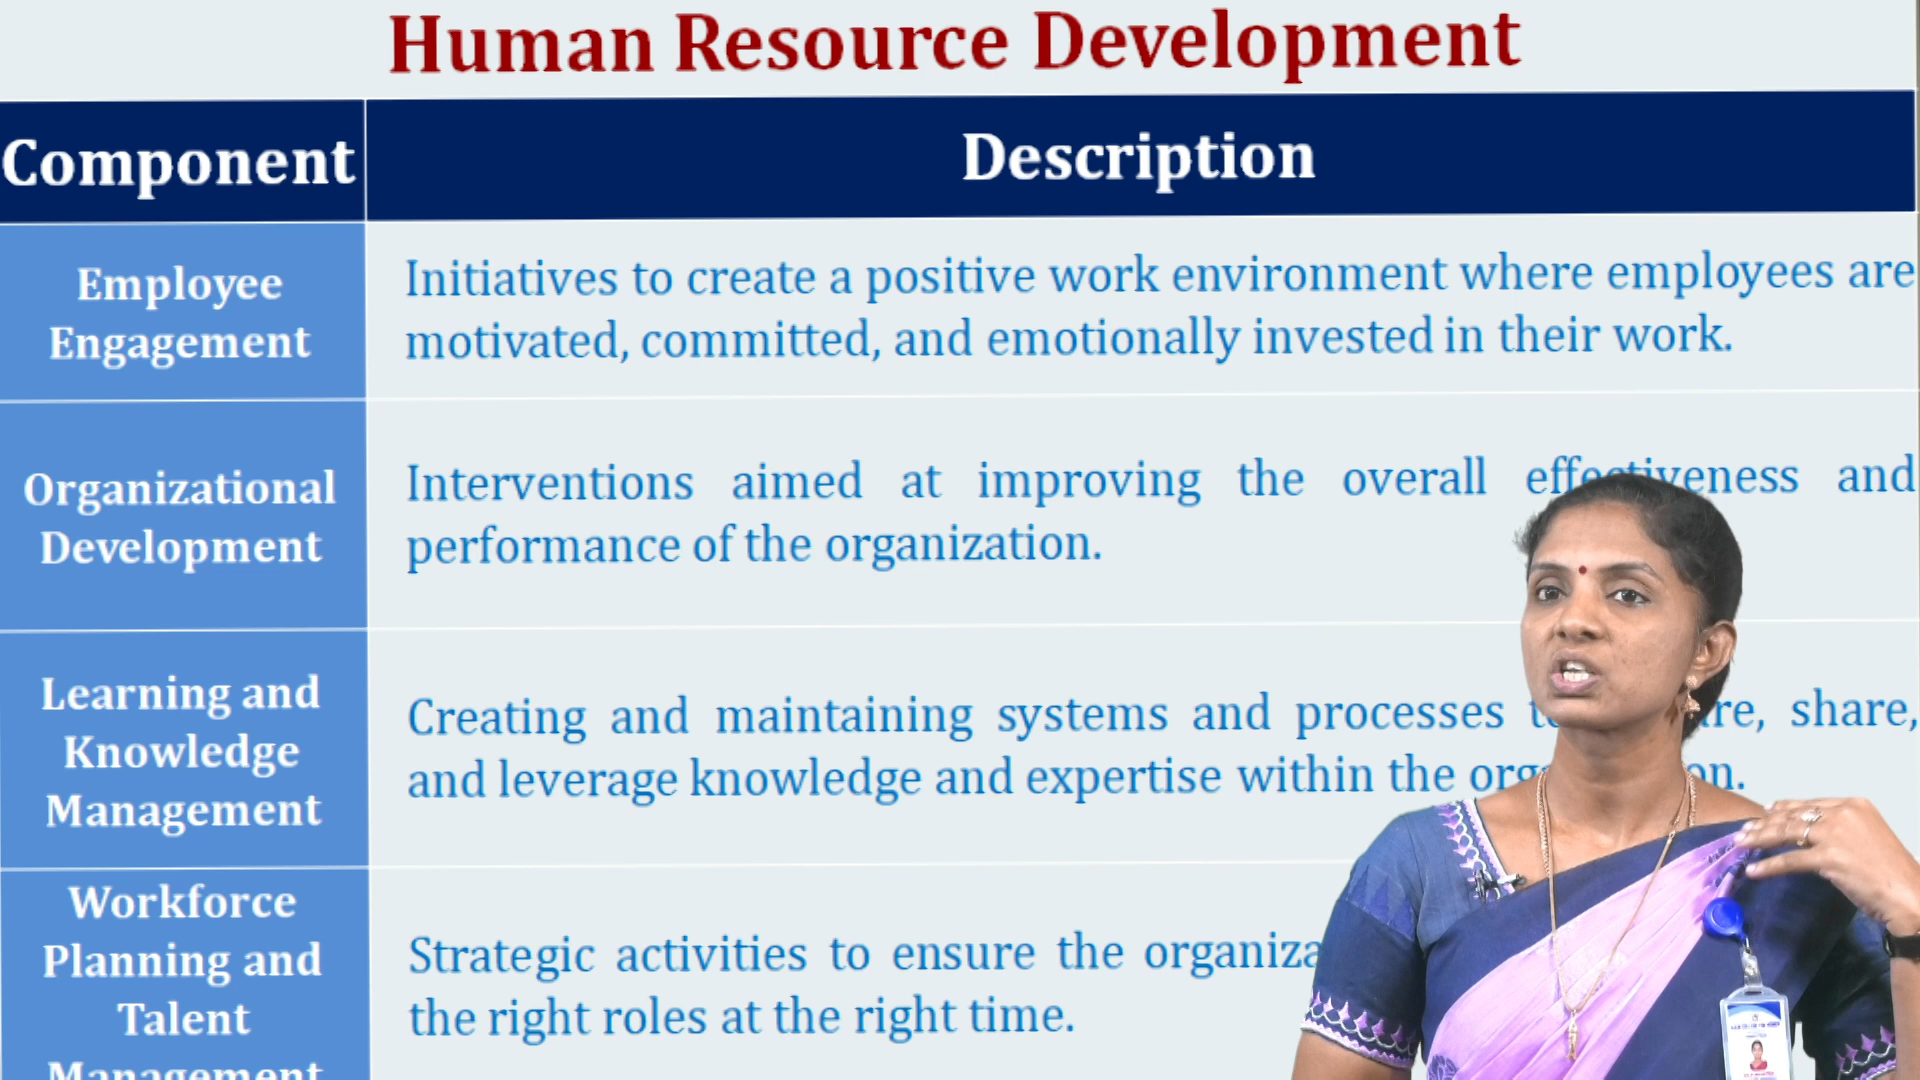 Human Resource Development
Component
Description
Employee
Engagement
Initiatives to create a positive work environment where employees are
motivated, committed, and emotionally invested in their work.
Organizational
Development
Interventions aimed at improving the overall effectiveness and
performance of the organization.
Learning and
Knowledge
Management
Creating and maintaining systems and processes share,
and leverage knowledge and expertise within the
Workforce
Planning and
Talent
Management
Strategic activities to ensure the
the right roles at the right time.